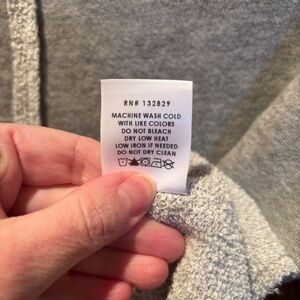 RN# 132829
MACHINE WASH COLD
WITH LIKE COLORS
DO NOT BLEACH
DRY LOW HEAT
LOW IRON IF NEEDED
DO NOT DRY CLEAN